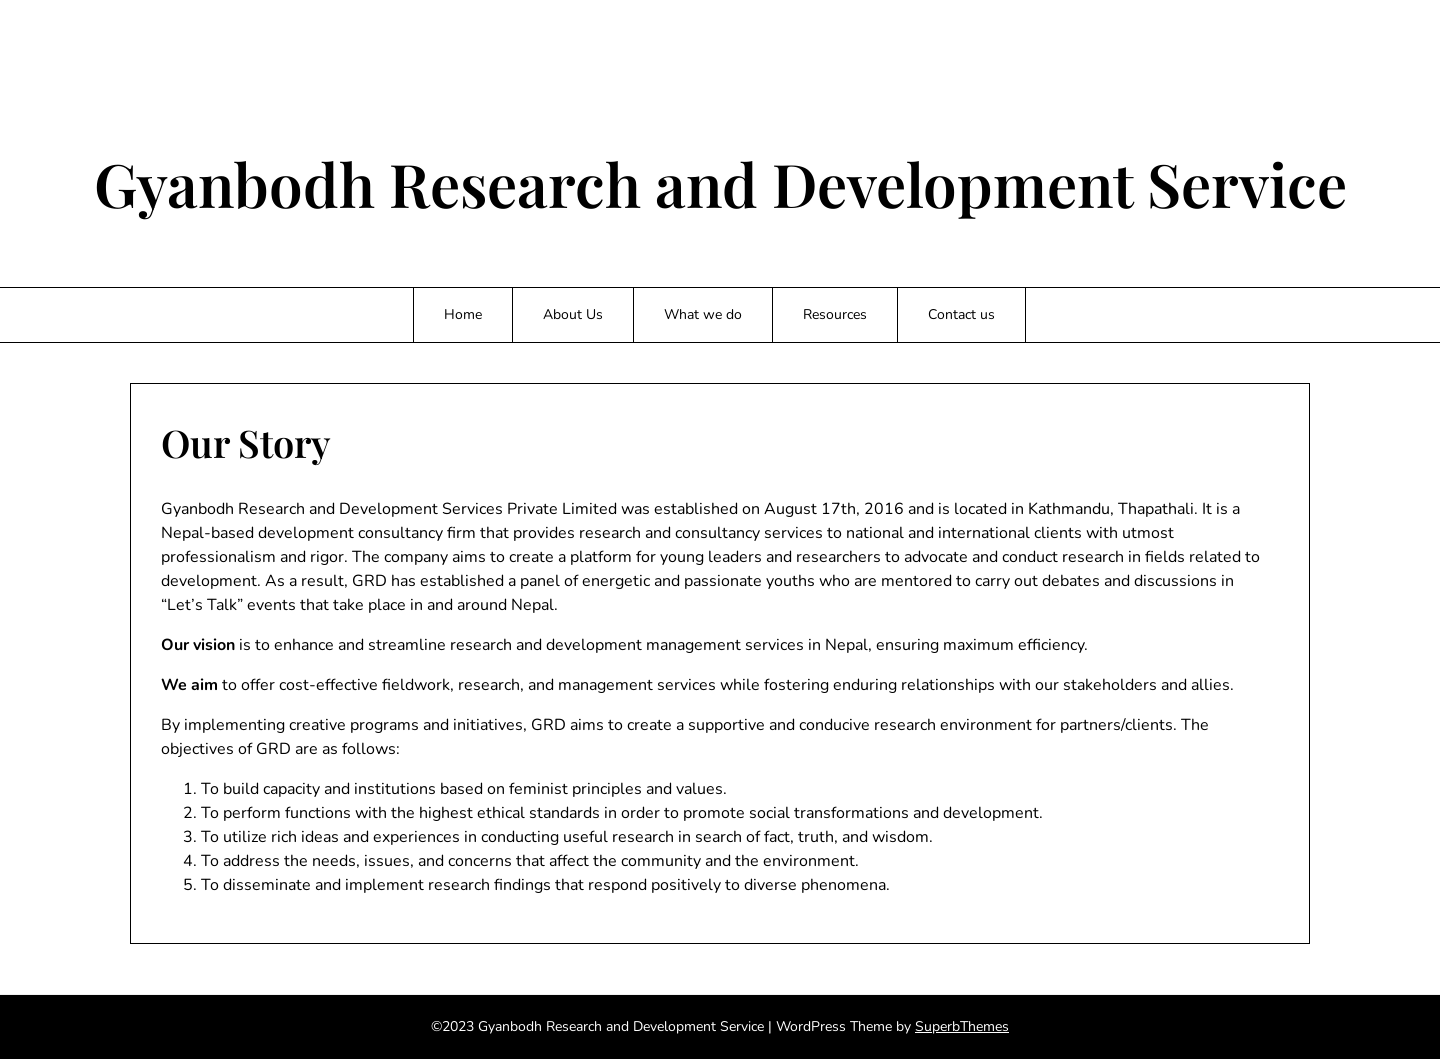 Gyanbodh Research and Development Service
Home
About Us
What we do
Resources
Contact us
Our Story
Gyanbodh Research and Development Services Private Limited was established on August 17th, 2016 and is located in Kathmandu, Thapathali. It is a
Nepal-based development consultancy firm that provides research and consultancy services to national and international clients with utmost
professionalism and rigor. The company aims to create a platform for young leaders and researchers to advocate and conduct research in fields related to
development. As a result, GRD has established a panel of energetic and passionate youths who are mentored to carry out debates and discussions in
“Let’s Talk” events that take place in and around Nepal.
Our vision is to enhance and streamline research and development management services in Nepal, ensuring maximum efficiency.
We aim to offer cost-effective fieldwork, research, and management services while fostering enduring relationships with our stakeholders and allies.
By implementing creative programs and initiatives, GRD aims to create a supportive and conducive research environment for partners/clients. The
objectives of GRD are as follows:
1. To build capacity and institutions based on feminist principles and values.
2. To perform functions with the highest ethical standards in order to promote social transformations and development.
3. To utilize rich ideas and experiences in conducting useful research in search of fact, truth, and wisdom.
4. To address the needs, issues, and concerns that affect the community and the environment.
5. To disseminate and implement research findings that respond positively to diverse phenomena.
©2023 Gyanbodh Research and Development Service | WordPress Theme by SuperbThemes